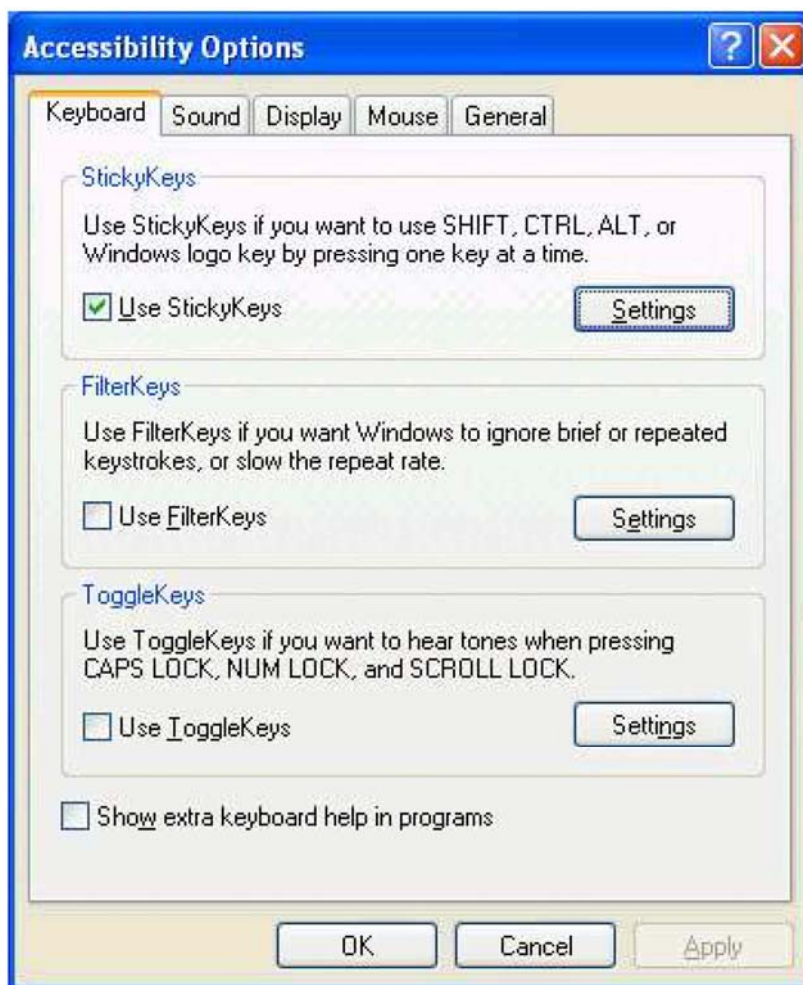 Accessibility Options
?
X
Keyboard
Sound
Display
Mouse
General
StickyKeys
Use StickyKeys if you want to use SHIFT, CTRL, ALT, or
Windows logo key by pressing one key at a time.
Use StickyKeys
Settings
FilterKeys
Use FilterKeys if you want Windows to ignore brief or repeated
keystrokes, or slow the repeat rate.
Use FilterKeys
Settings
ToggleKeys
Use ToggleKeys if you want to hear tones when pressing
CAPS LOCK, NUM LOCK, and SCROLL LOCK.
Use ToggleKeys
Settings
Show extra keyboard help in programs
OK
Cancel
Apply